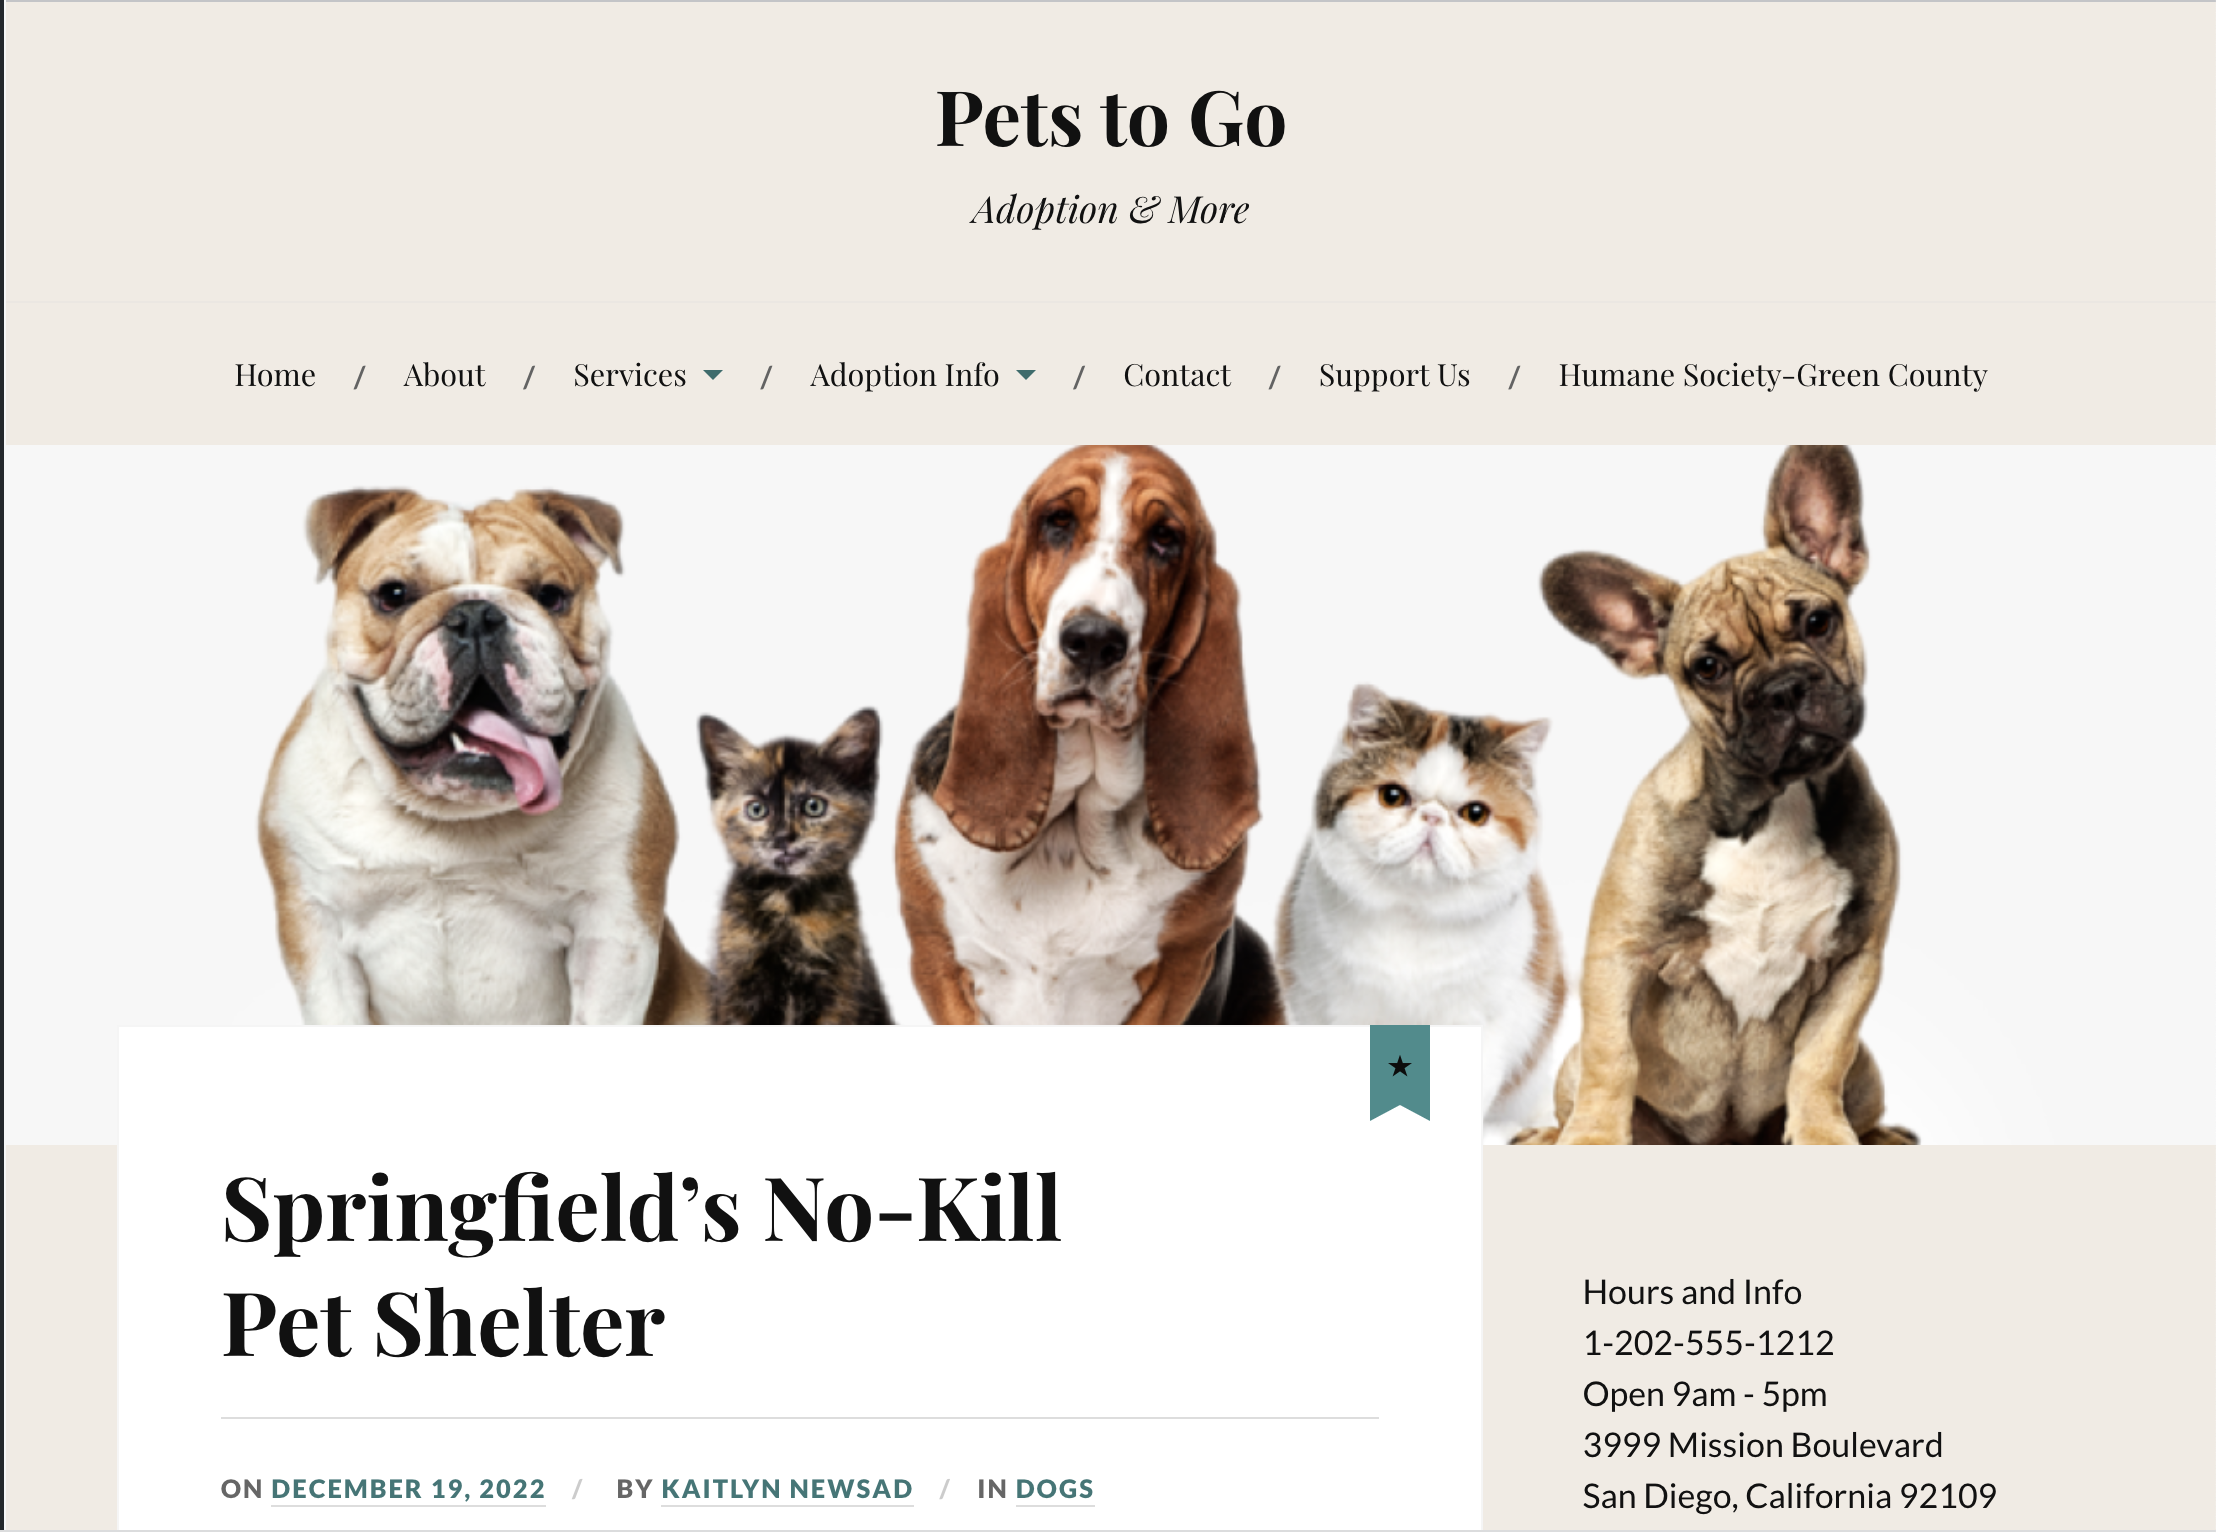 Pets to Go
Adoption & More
Home / About / Services / Adoption Info / Contact / Support Us / Humane Society-Green County
Springfield’s No-Kill
Pet Shelter
ON DECEMBER 19, 2022 / BY KAITLYN NEWSAD / IN DOGS
Hours and Info
1-202-555-1212
Open 9am - 5pm
3999 Mission Boulevard
San Diego, California 92109